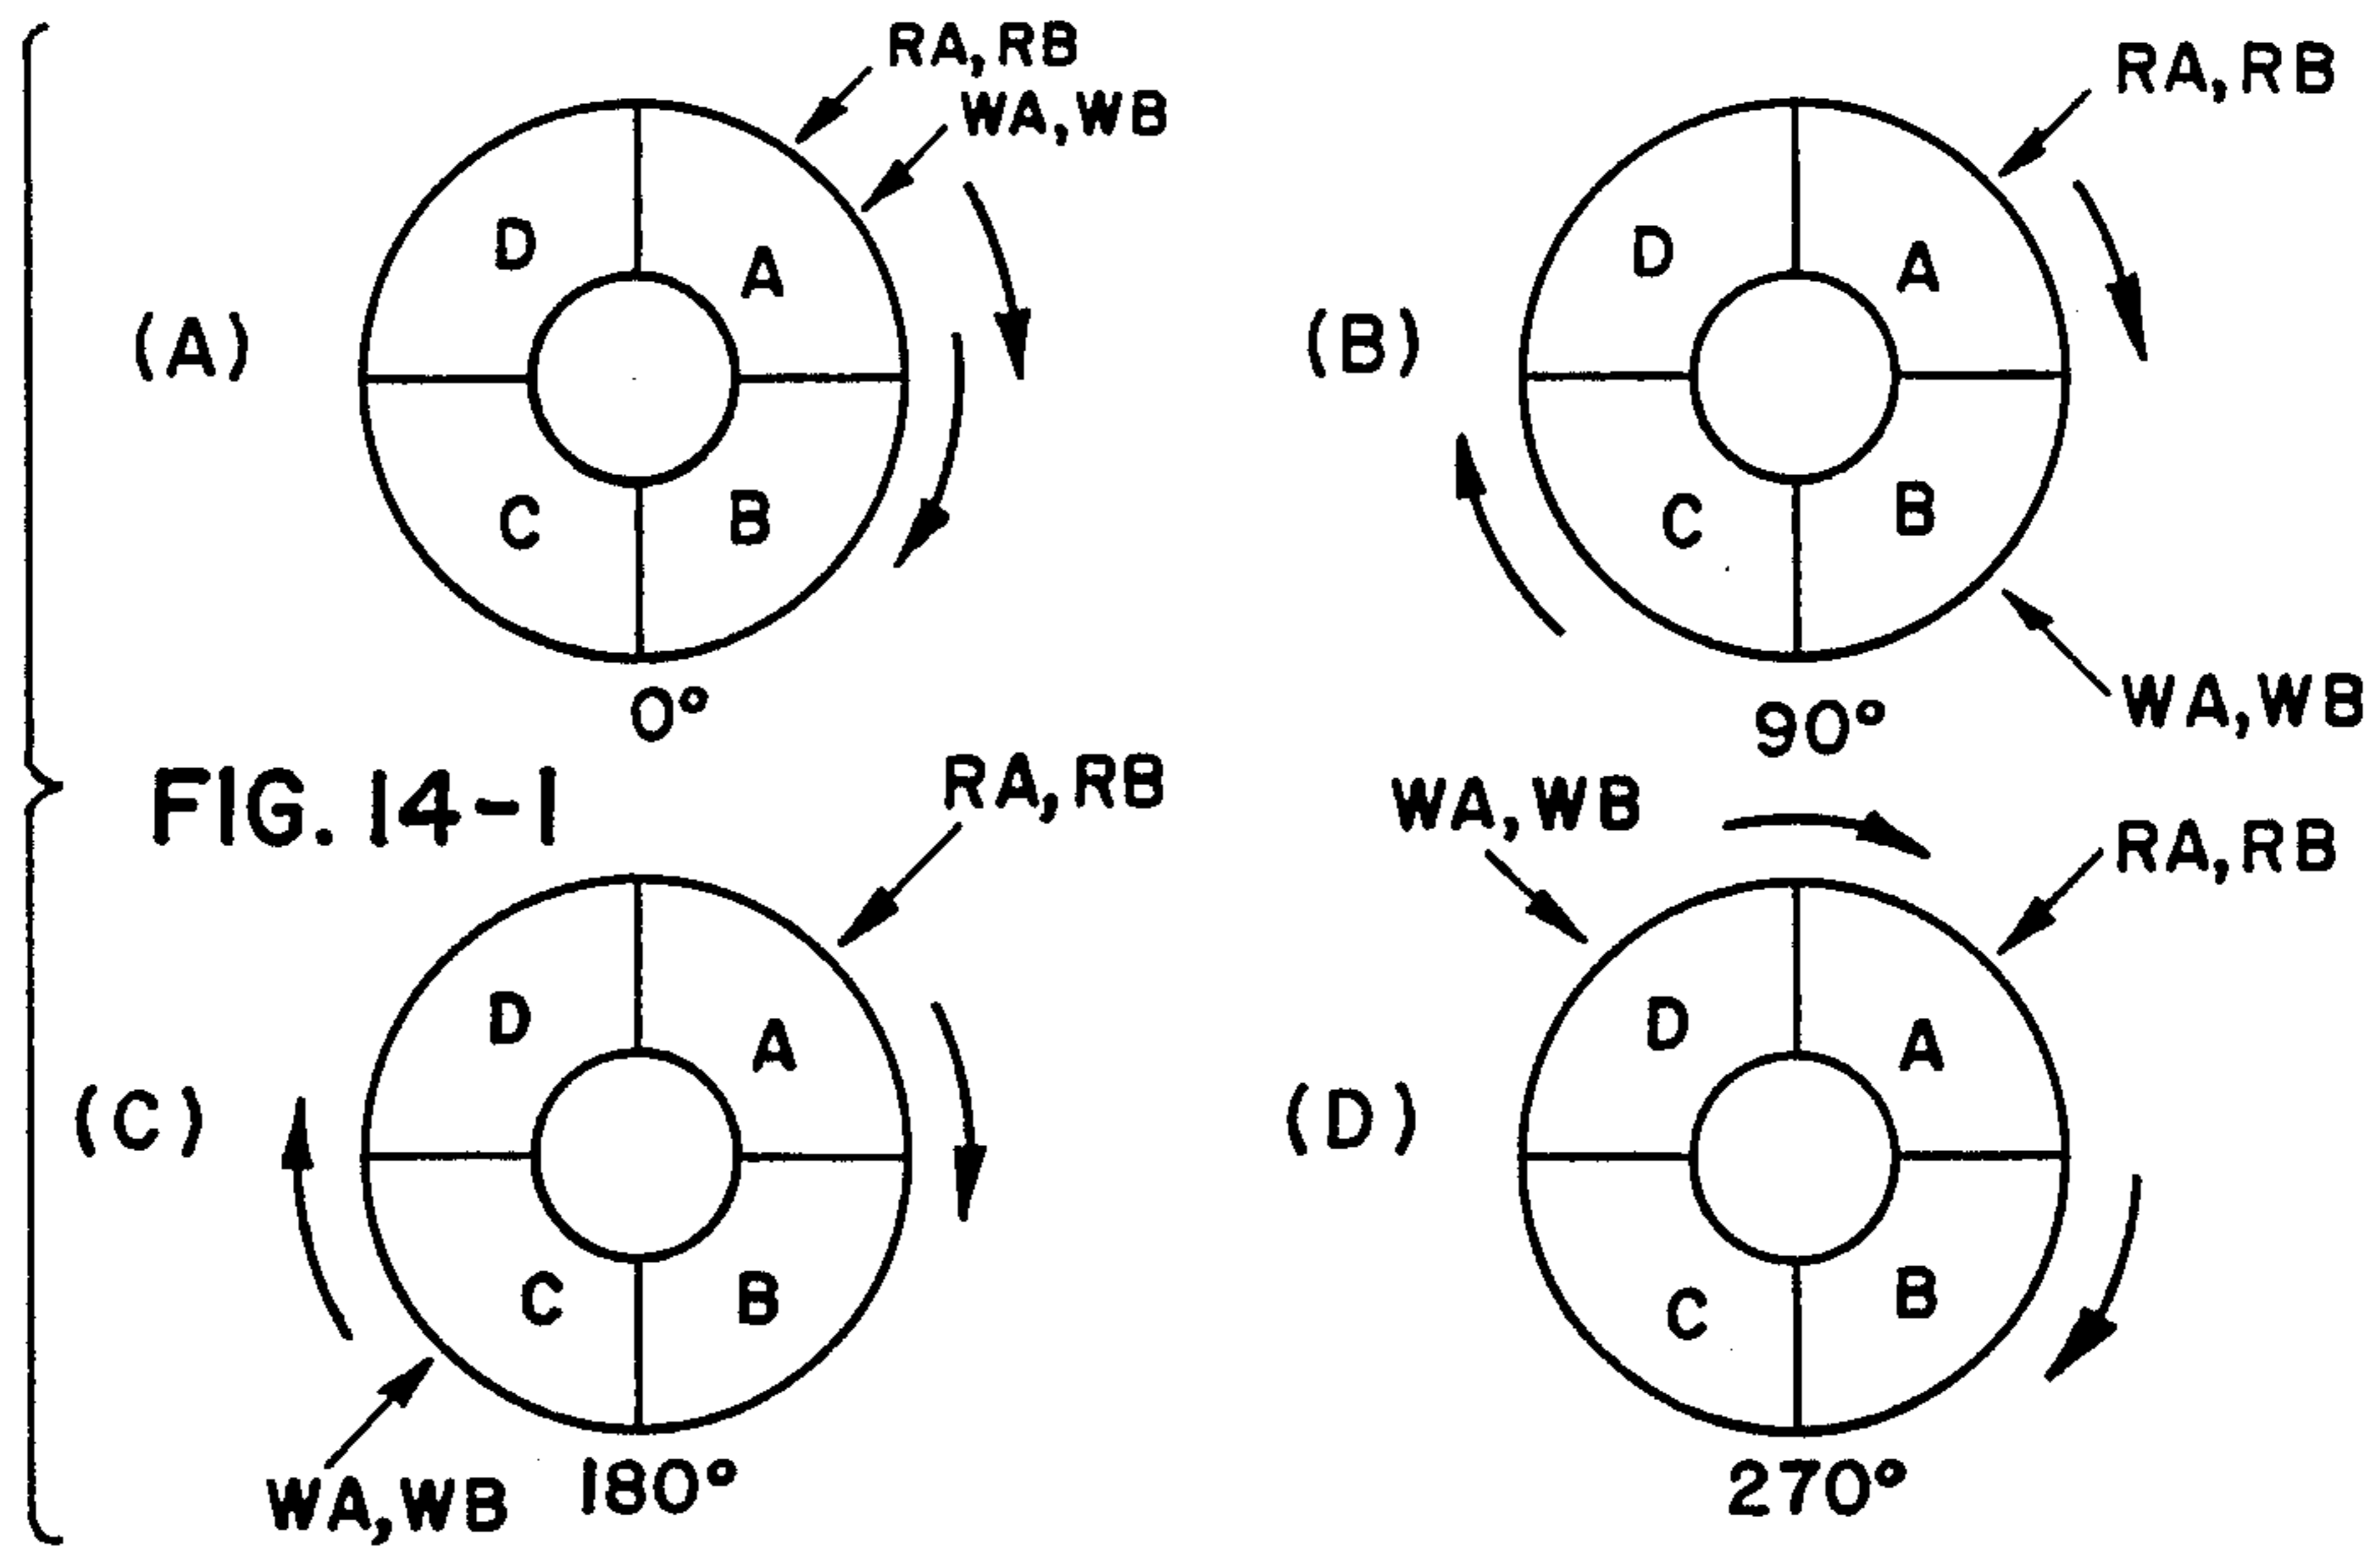 (A)
RA, RB
WA, WB
D
A
C
B
0°
(B)
RA, RB
D
A
C
B
WA, WB
90°
FIG. 14-1
(C)
RA, RB
D
A
C
B
WA, WB
180°
(D)
WA, WB
RA, RB
D
A
C
B
270°